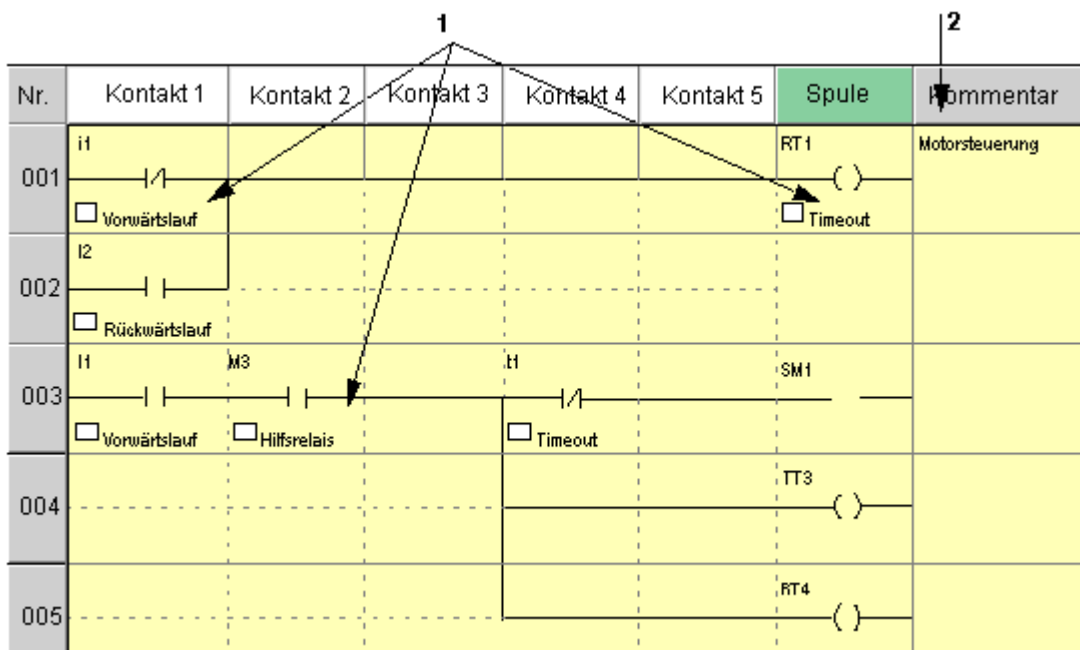 1
2
Nr. Kontakt 1 Kontakt 2 Kontakt 3 Kontakt 4 Kontakt 5 Spule Kommentar
i1 RT1 Motorsteuerung
001
Vorwärtslauf Timeout
I2
002
Rückwärtslauf
I1 M3 t1 SM1
003
Vorwärtslauf Hilfsrelais Timeout
TT3
004
RT4
005